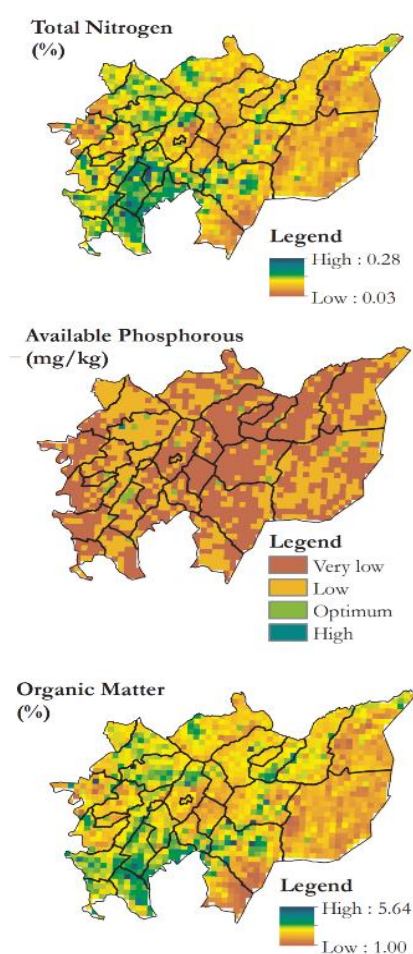 Total Nitrogen
(%)
Legend
High : 0.28
Low : 0.03
Available Phosphorous
(mg/kg)
Legend
Very low
Low
Optimum
High
Organic Matter
(%)
Legend
High : 5.64
Low : 1.00